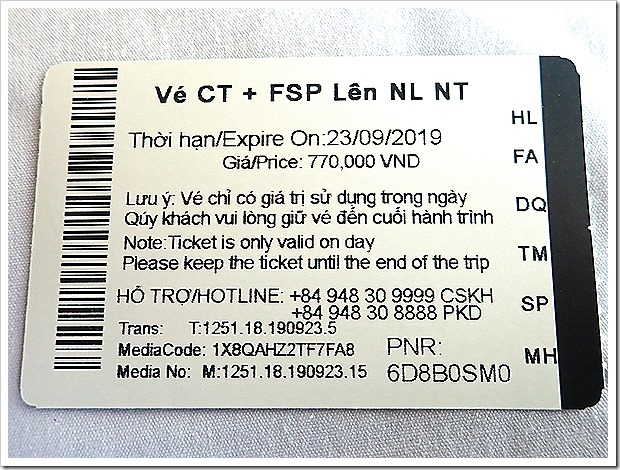 Vé CT + FSP Lên NL NT
Thời hạn/Expire On:23/09/2019
Giá/Price: 770,000 VND
Lưu ý: Vé chỉ có giá trị sử dụng trong ngày
Qúy khách vui lòng giữ vé đến cuối hành trình
Note:Ticket is only valid on day
Please keep the ticket until the end of the trip
HỖ TRỢ/HOTLINE: +84 948 30 9999 CSKH
+84 948 30 8888 PKD
Trans: T:1251.18.190923.5
MediaCode: 1X8QAHZ2TF7FA8
Media No: M:1251.18.190923.15
PNR:
6D8B0SM0
HL
FA
DQ
TM
SP
MH